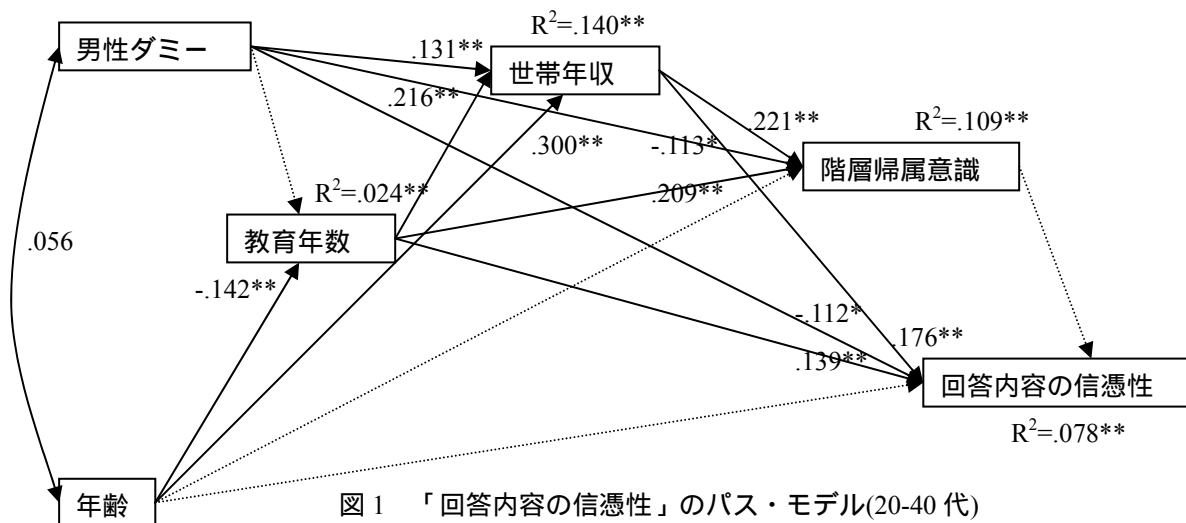 男性ダミー
R²=.140**
.131**
世帯年収
.216**
.300**
-.113*
.221**
R²=.109**
階層帰属意識
R²=.024**
.209**
教育年数
.056
-.142**
-.112*
.176**
.139**
回答内容の信憑性
R²=.078**
年齢
図 1 「回答内容の信憑性」のパス・モデル(20-40 代)